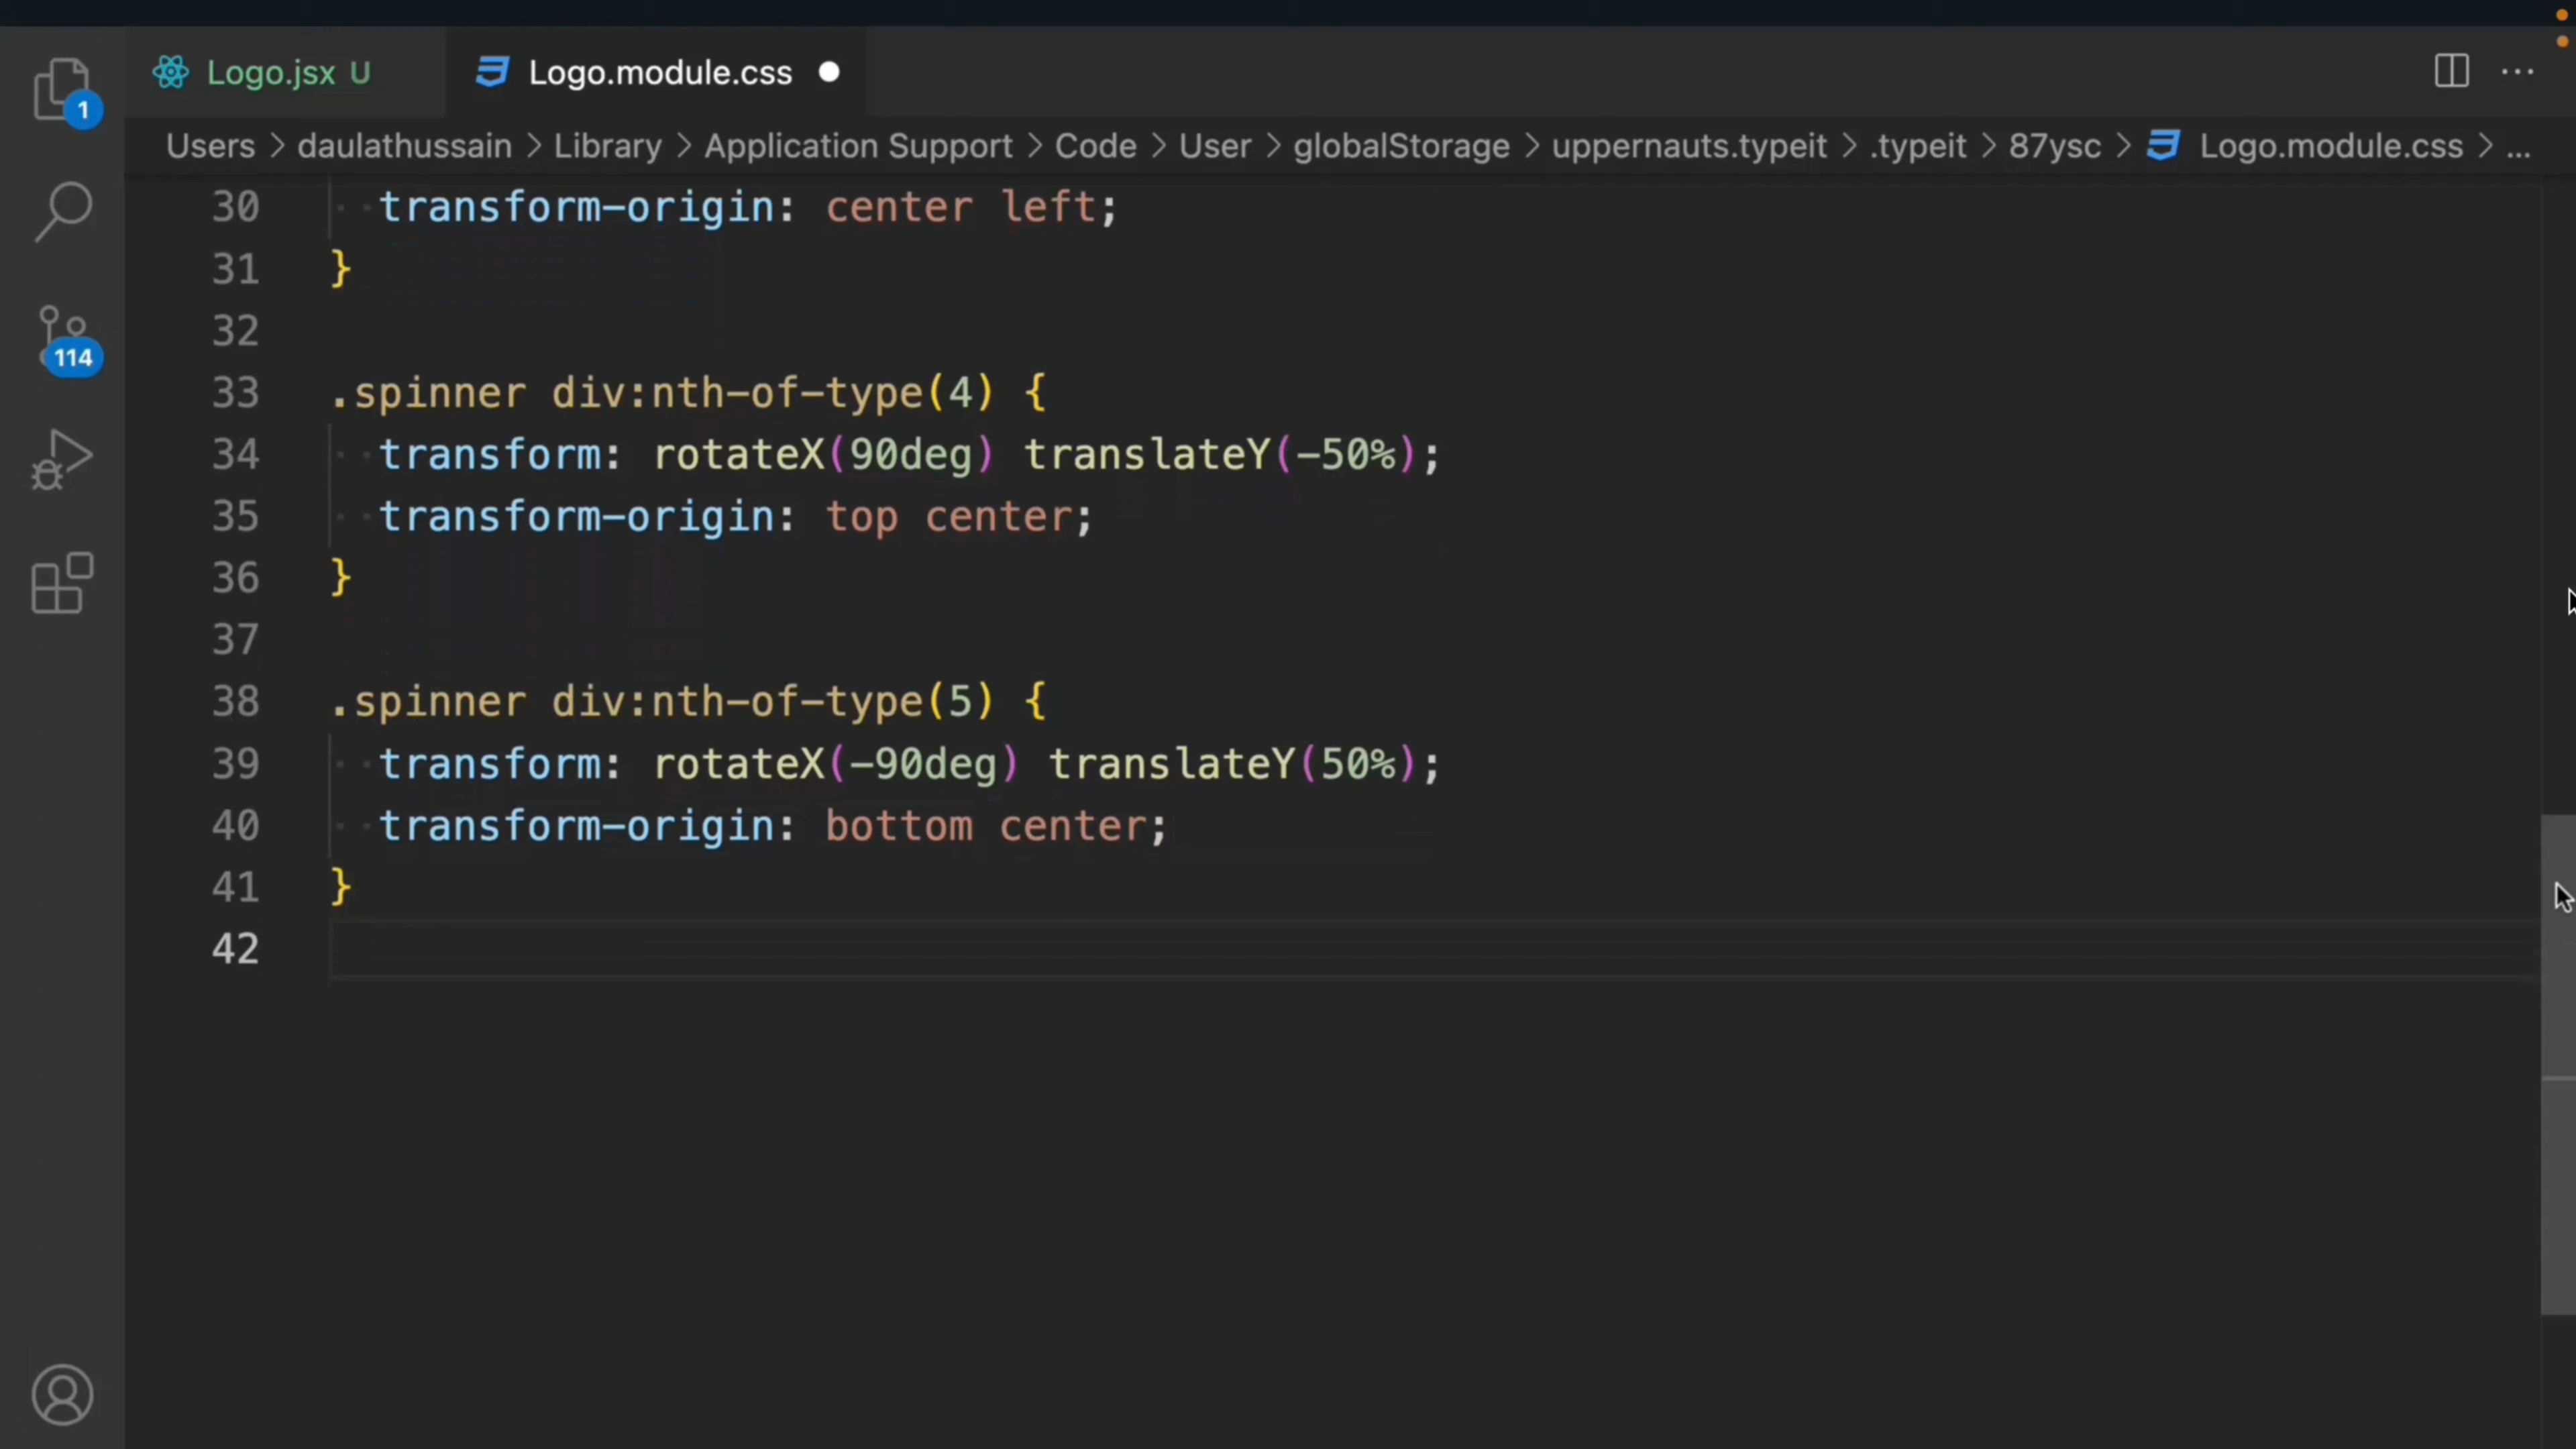 Logo.jsx U Logo.module.css
1
Users > daulathussain > Library > Application Support > Code > User > globalStorage > uppernauts.typeit > .typeit > 87ysc > Logo.module.css > ...
30 transform-origin: center left;
31 }
32
114
33 .spinner div:nth-of-type(4) {
34 transform: rotateX(90deg) translateY(-50%);
35 transform-origin: top center;
36 }
37
38 .spinner div:nth-of-type(5) {
39 transform: rotateX(-90deg) translateY(50%);
40 transform-origin: bottom center;
41 }
42